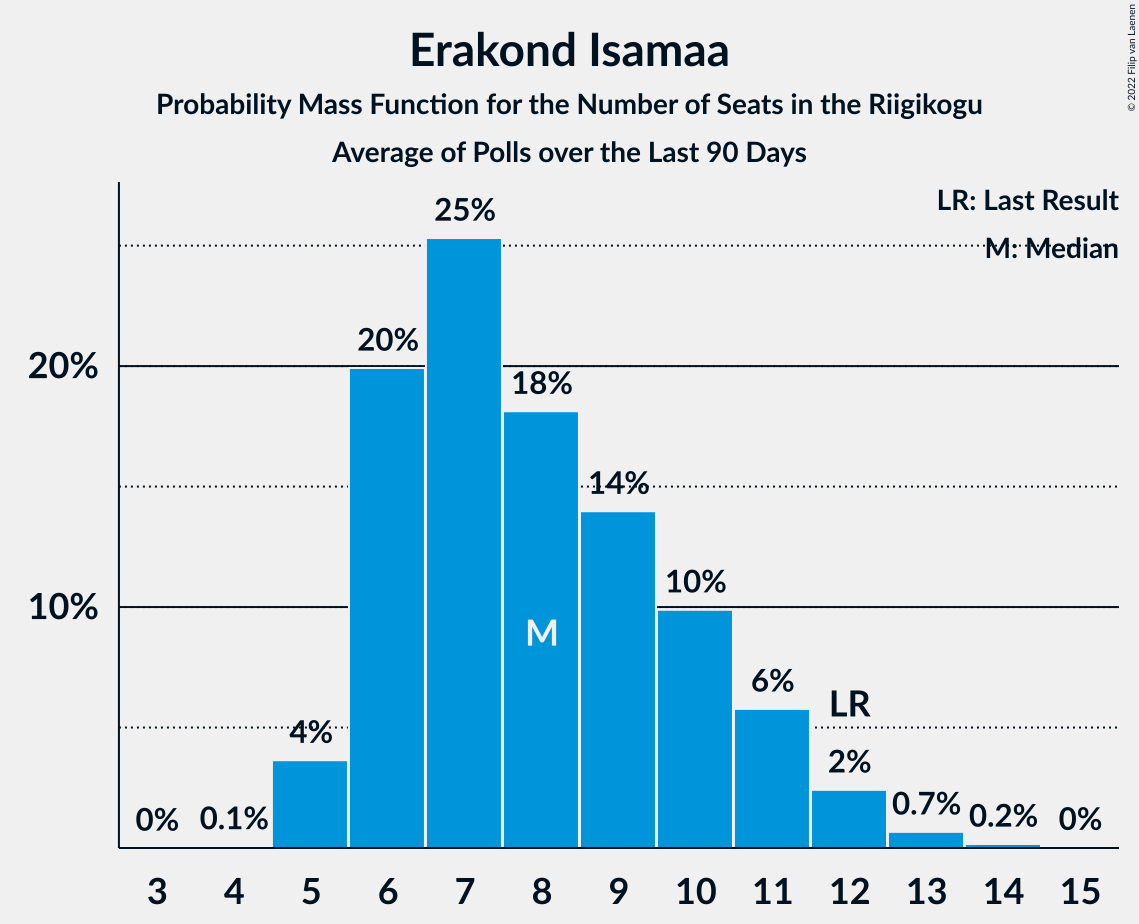 Erakond Isamaa
Probability Mass Function for the Number of Seats in the Riigikogu
Average of Polls over the Last 90 Days
© 2022 Filip van Laenen
LR: Last Result
M: Median
25%
20%
20%
18%
14%
10%
10%
M
6%
LR
4%
2%
0%
0.1%
0.7%
0.2%
0%
3 4 5 6 7 8 9 10 11 12 13 14 15